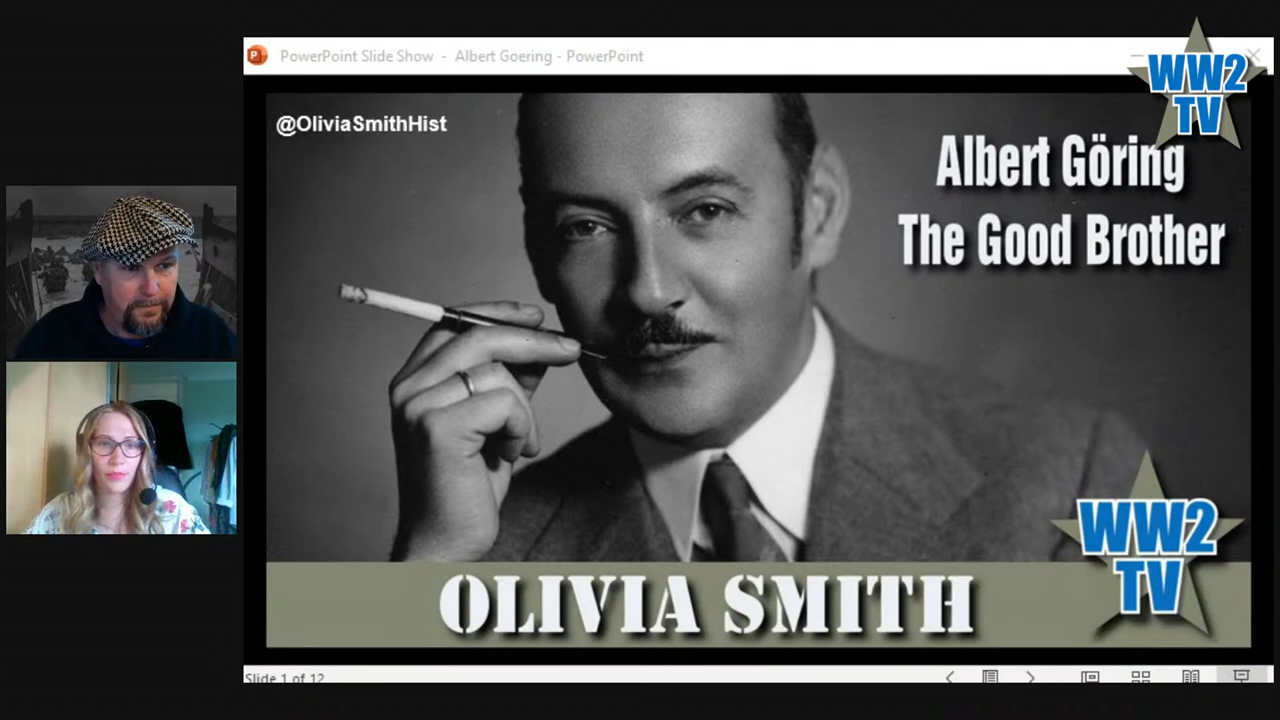 PowerPoint Slide Show - Albert Goering - PowerPoint
WW2
TV
@OliviaSmithHist
Albert Göring
The Good Brother
WW2
TV
OLIVIA SMITH
Slide 1 of 12